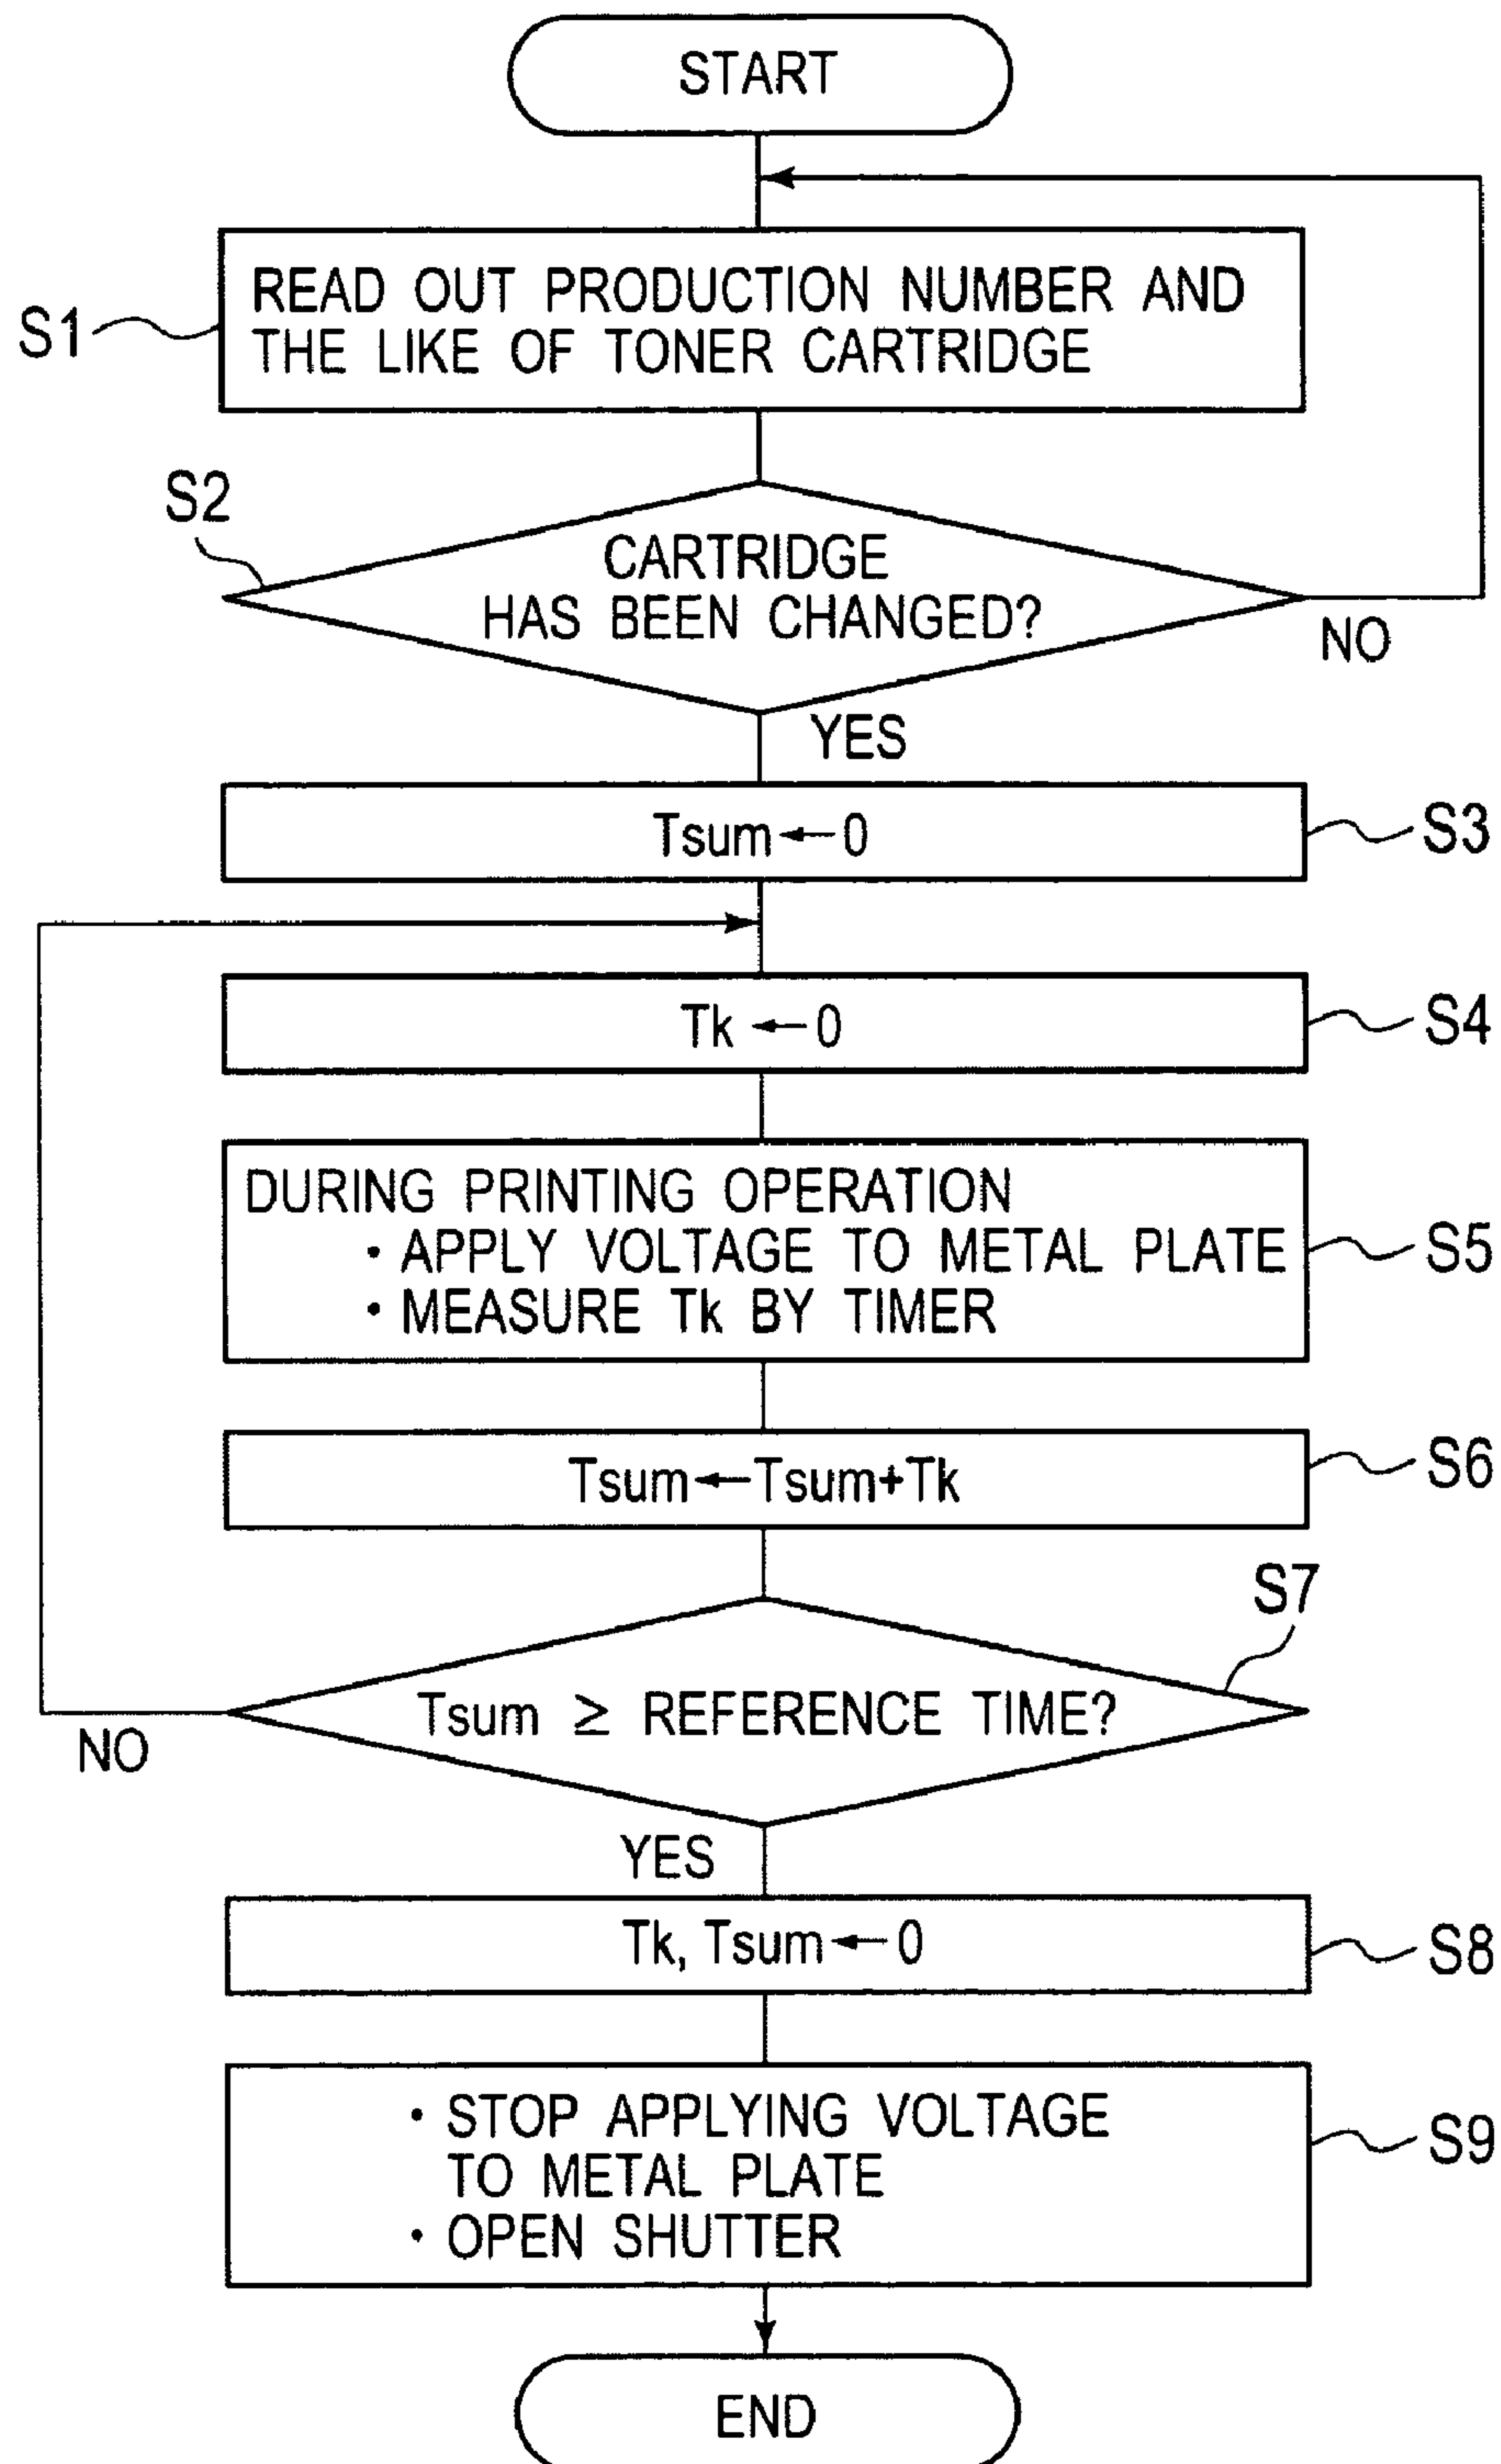 START
S1
READ OUT PRODUCTION NUMBER AND
THE LIKE OF TONER CARTRIDGE
S2
CARTRIDGE
HAS BEEN CHANGED?
NO
YES
Tsum←0
S3
Tk←0
S4
DURING PRINTING OPERATION
・APPLY VOLTAGE TO METAL PLATE
・MEASURE Tk BY TIMER
S5
Tsum←Tsum+Tk
S6
S7
Tsum ≥ REFERENCE TIME?
NO
YES
Tk, Tsum←0
S8
・STOP APPLYING VOLTAGE
TO METAL PLATE
・OPEN SHUTTER
S9
END